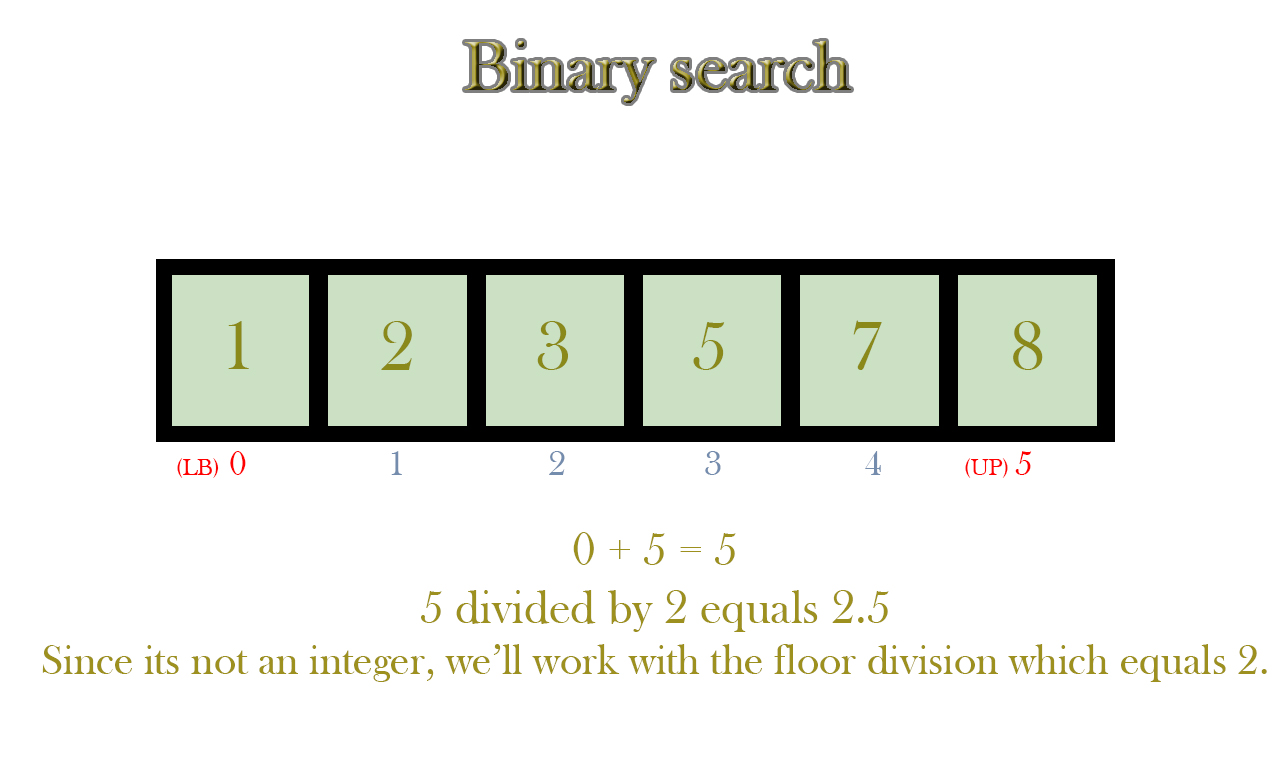 Binary search
1 2 3 5 7 8
(LB) 0 1 2 3 4 (UP) 5
0 + 5 = 5
5 divided by 2 equals 2.5
Since its not an integer, we’ll work with the floor division which equals 2.